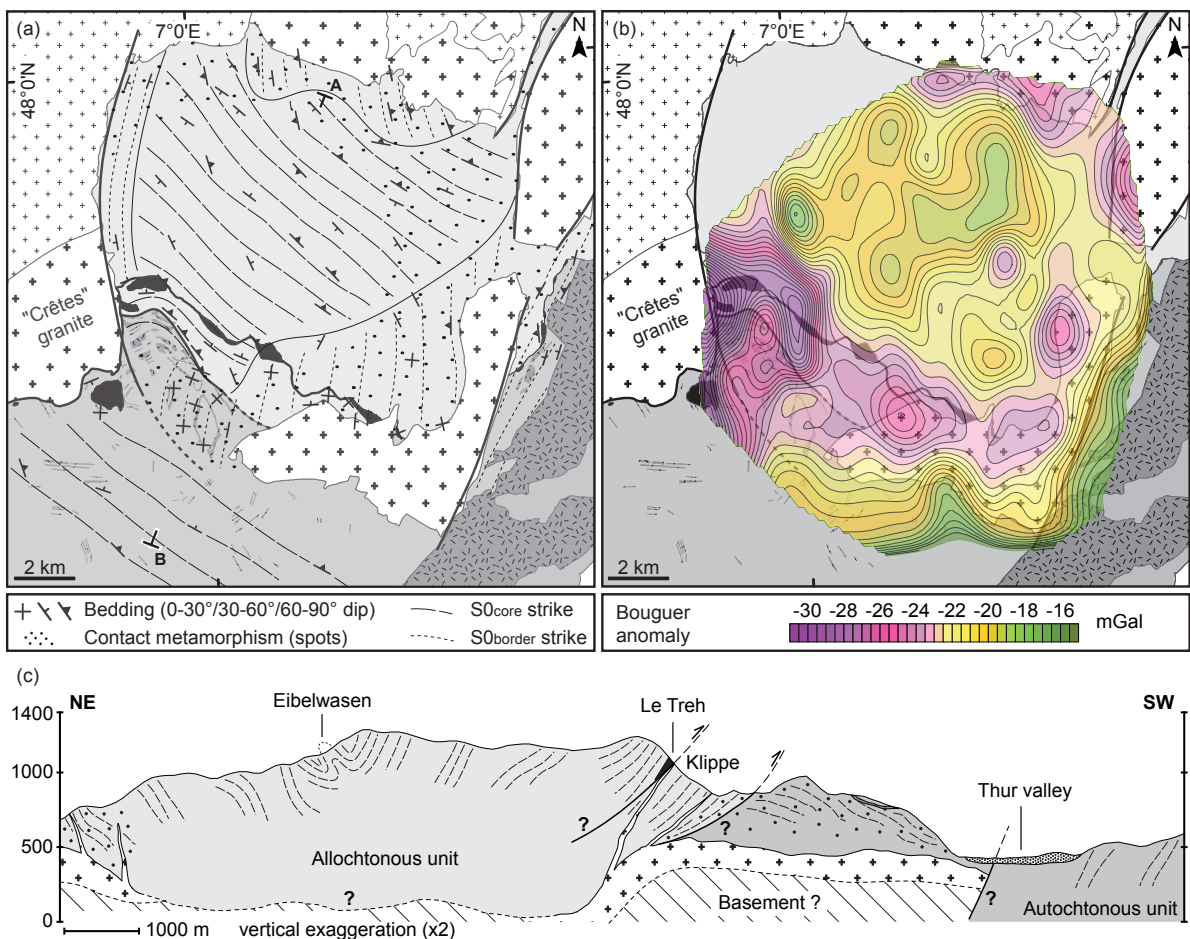 (a)
7°0'E
N
48°0'N
A
"Crêtes"
granite
B
2 km
(b)
7°0'E
N
48°0'N
"Crêtes"
granite
2 km
Bedding (0-30°/30-60°/60-90° dip)
S0core strike
Contact metamorphism (spots)
S0border strike
Bouguer
anomaly
-30 -28 -26 -24 -22 -20 -18 -16
mGal
(c)
NE
SW
1400
1000
500
0
Eibelwasen
Le Treh
Klippe
Thur valley
?
?
?
?
Allochtonous unit
Basement ?
Autochtonous unit
1000 m
vertical exaggeration (x2)